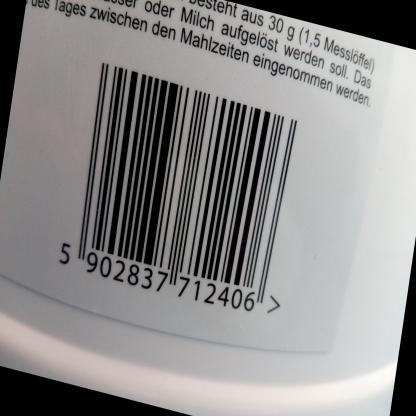 besteht aus 30 g (1,5 Messlöffel)
oder Milch aufgelöst werden soll. Das
des Tages zwischen den Mahlzeiten eingenommen werden.
5 902837 712406 >